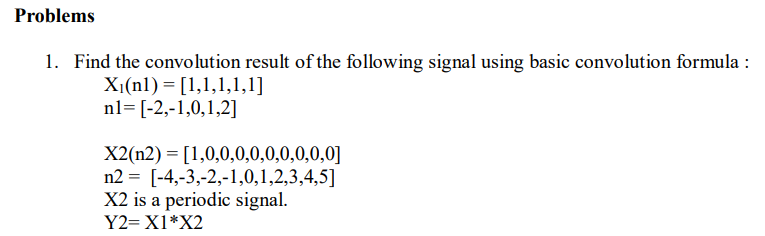 Problems
1. Find the convolution result of the following signal using basic convolution formula :
X₁(n1) = [1,1,1,1,1]
n1= [-2,-1,0,1,2]
X2(n2) = [1,0,0,0,0,0,0,0,0,0]
n2 = [-4,-3,-2,-1,0,1,2,3,4,5]
X2 is a periodic signal.
Y2= X1*X2